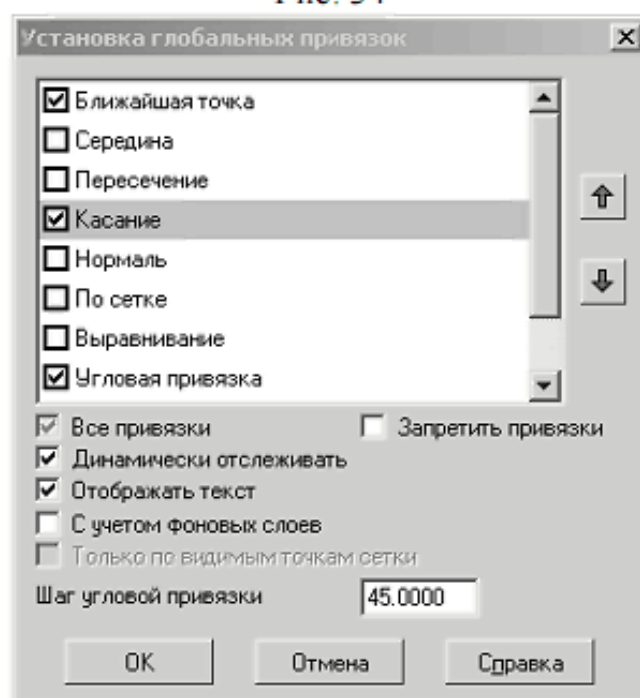 Установка глобальных привязок
Ближайшая точка
Середина
Пересечение
Касание
Нормаль
По сетке
Выравнивание
Угловая привязка
Все привязки Запретить привязки
Динамически отслеживать
Отображать текст
С учетом фоновых слоев
Только по видимым точкам сетки
Шаг угловой привязки 45.0000
ОК Отмена Справка